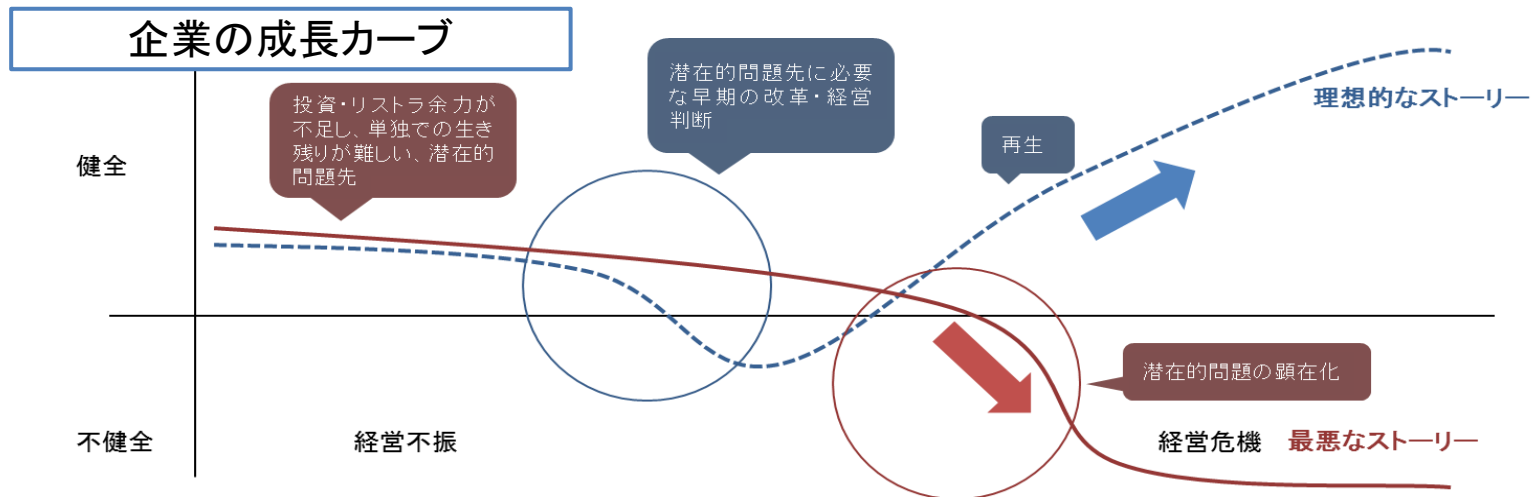 企業の成長カーブ
投資・リストラ余力が
不足し、単独での生き
残りが難しい、潜在的
問題先
潜在的問題先に必要
な早期の改革・経営
判断
再生
理想的なストーリー
健全
潜在的問題の顕在化
不健全
経営不振
経営危機
最悪なストーリー